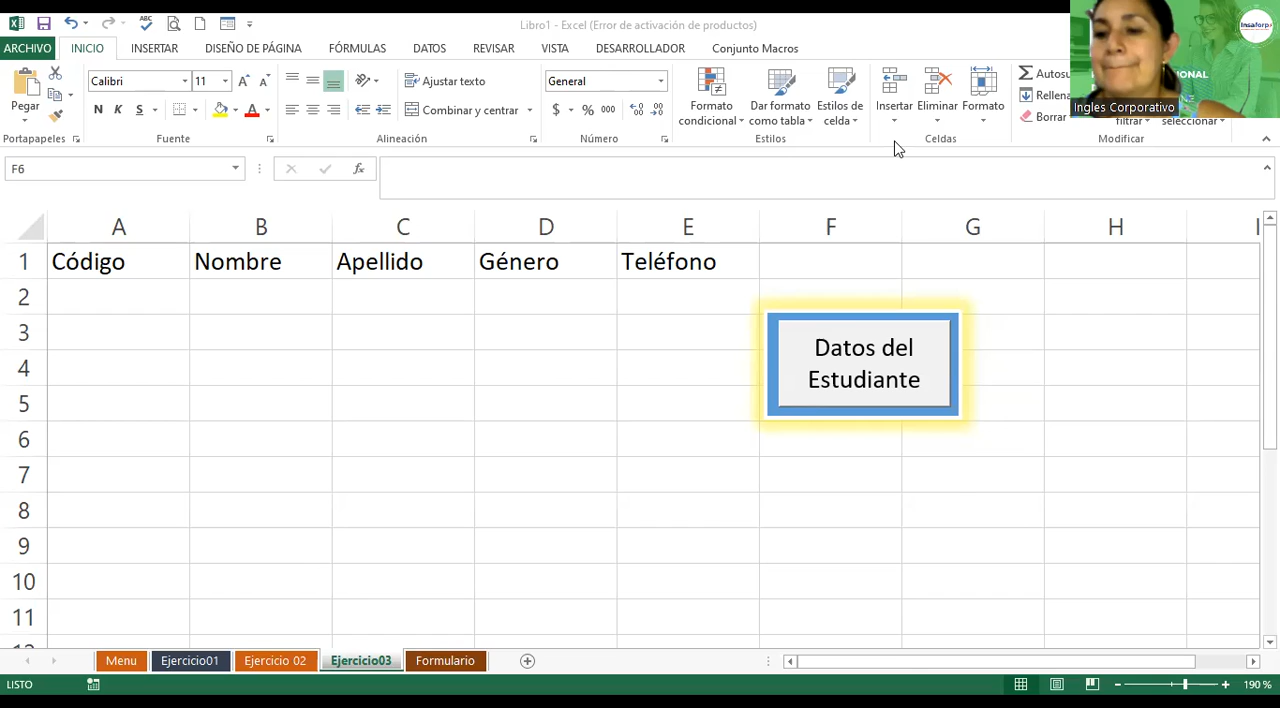 Libro1 - Excel (Error de activación de productos)
ARCHIVO INICIO INSERTAR DISEÑO DE PÁGINA FÓRMULAS DATOS REVISAR VISTA DESARROLLADOR Conjunto Macros
Pegar
Calibri 11
N K S
Ajustar texto
Combinar y centrar
General
$ % 000
Formato condicional
Dar formato como tabla
Estilos de celda
Insertar Eliminar Formato
Borrar
filtrar seleccionar
Portapapeles Fuente Alineación Número Estilos Celdas Modificar
Insaforp
IONAL
Ingles Corporativo
F6 fx
A B C D E F G H I
1 Código Nombre Apellido Género Teléfono
2
3
4
5
6
7
8
9
10
11
12
Datos del
Estudiante
Menu Ejercicio01 Ejercicio 02 Ejercicio03 Formulario
LISTO 190 %